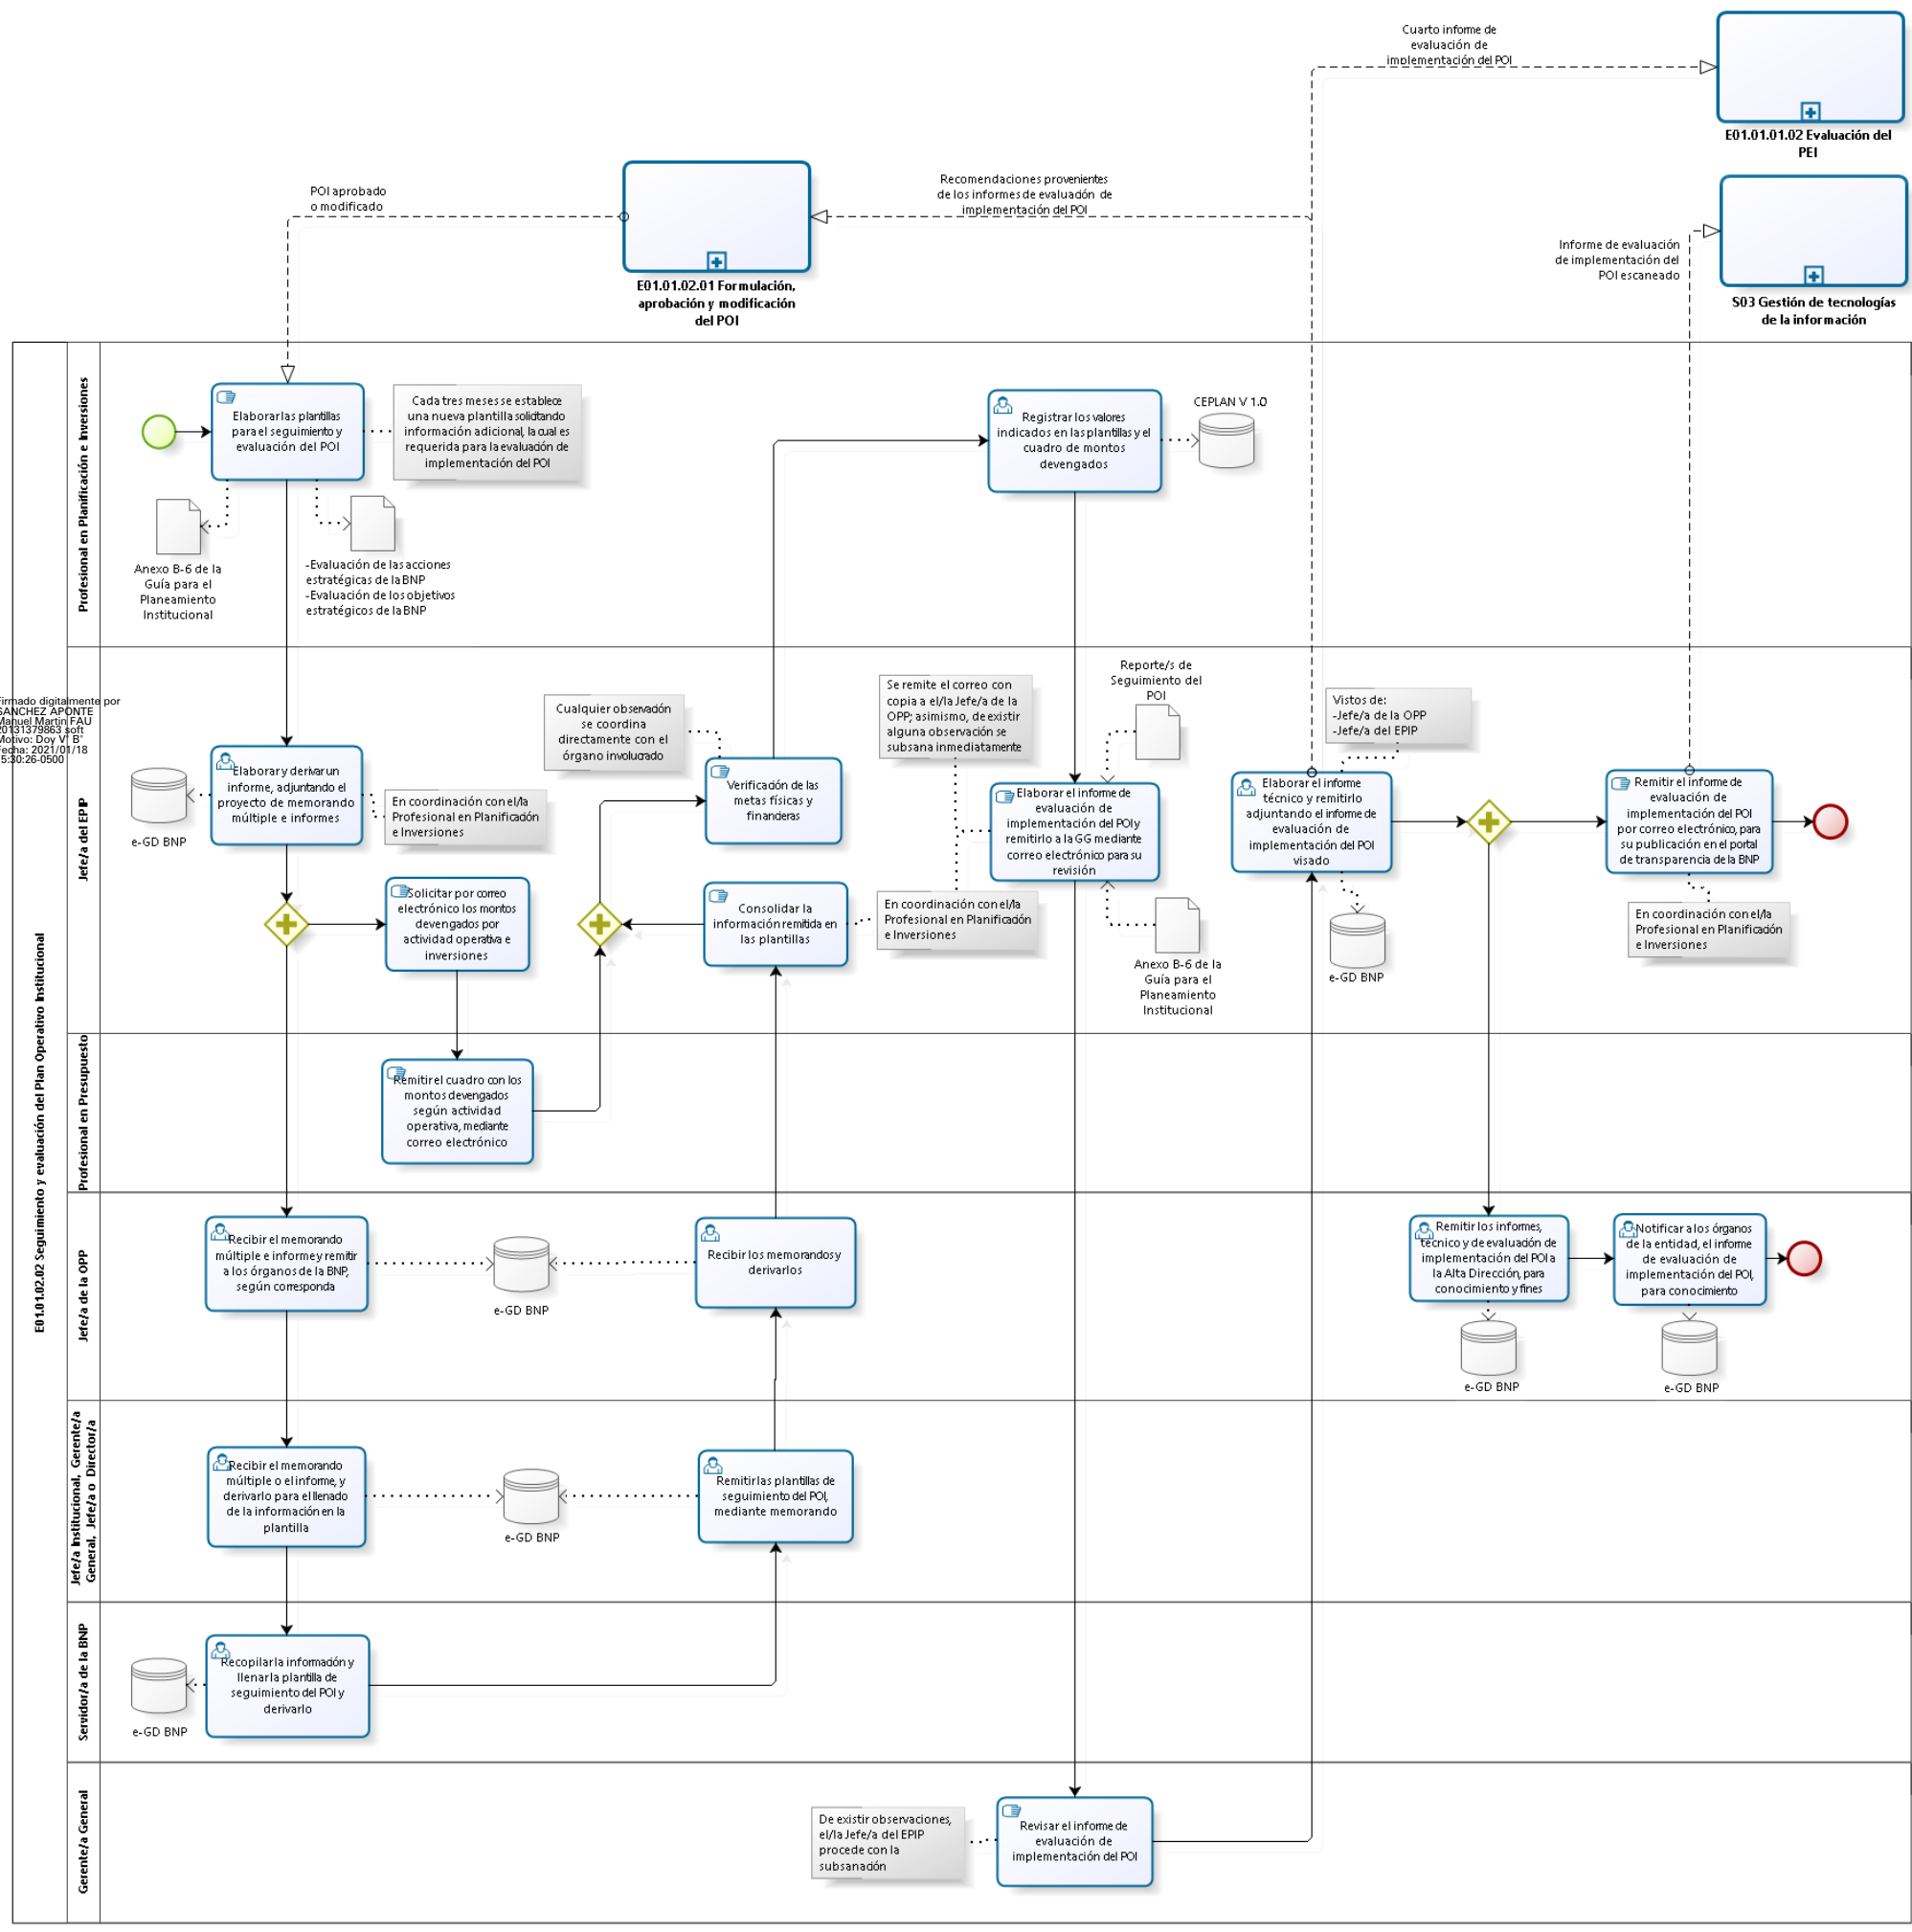 Cuarto informe de
evaluación de
implementación del POI
E01.01.01.02 Evaluación del
PEI
POI aprobado
o modificado
Recomendaciones provenientes
de los informes de evaluación de
implementación del POI
E01.01.02.01 Formulación,
aprobación y modificación
del POI
Informe de evaluación
de implementación del
POI escaneado
S03 Gestión de tecnologías
de la información
E01.01.02.02 Seguimiento y evaluación del Plan Operativo Institucional
Profesional en Planificación e Inversiones
Elaborar las plantillas
para el seguimiento y
evaluación del POI
Cada tres meses se establece
una nueva plantilla solicitando
información adicional, la cual es
requerida para la evaluación de
implementación del POI
Anexo B-6 de la
Guía para el
Planeamiento
Institucional
-Evaluación de las acciones
estratégicas de la BNP
-Evaluación de los objetivos
estratégicos de la BNP
Registrar los valores
indicados en las plantillas y el
cuadro de montos
devengados
CEPLAN V 1.0
Firmado digitalmente por
SANCHEZ APONTE
Manuel Martin FAU
20131379863 soft
Motivo: Doy V° B°
Fecha: 2021/01/18
5:30:26-0500
Jefe/a del EPIP
e-GD BNP
Elaborar y derivar un
informe, adjuntando el
proyecto de memorando
múltiple e informes
En coordinación con el/la
Profesional en Planificación
e Inversiones
Solicitar por correo
electrónico los montos
devengados por
actividad operativa e
inversiones
Cualquier observación
se coordina
directamente con el
órgano involucrado
Verificación de las
metas físicas y
financieras
Consolidar la
información remitida en
las plantillas
Se remite el correo con
copia a el/la Jefe/a de la
OPP; asimismo, de existir
alguna observación se
subsana inmediatamente
En coordinación con el/la
Profesional en Planificación
e Inversiones
Reporte/s de
Seguimiento del
POI
Elaborar el informe de
evaluación de
implementación del POI y
remitirlo a la GG mediante
correo electrónico para su
revisión
Anexo B-6 de la
Guía para el
Planeamiento
Institucional
Vistos de:
-Jefe/a de la OPP
-Jefe/a del EPIP
Elaborar el informe
técnico y remitirlo
adjuntando el informe de
evaluación de
implementación del POI
visado
e-GD BNP
Remitir el informe de
evaluación de
implementación del POI
por correo electrónico, para
su publicación en el portal
de transparencia de la BNP
En coordinación con el/la
Profesional en Planificación
e Inversiones
Profesional en Presupuesto
Remitir el cuadro con los
montos devengados
según actividad
operativa, mediante
correo electrónico
Jefe/a de la OPP
Recibir el memorando
múltiple e informe y remitir
a los órganos de la BNP,
según corresponda
e-GD BNP
Recibir los memorandos y
derivarlos
Remitir los informes,
técnico y de evaluación de
implementación del POI a
la Alta Dirección, para
conocimiento y fines
e-GD BNP
Notificar a los órganos
de la entidad, el informe
de evaluación de
implementación del POI,
para conocimiento
e-GD BNP
Jefe/a Institucional, Gerente/a
General, Jefe/a o Director/a
Recibir el memorando
múltiple o el informe, y
derivarlo para el llenado
de la información en la
plantilla
e-GD BNP
Remitir las plantillas de
seguimiento del POI,
mediante memorando
Servidor/a de la BNP
e-GD BNP
Recopilar la información y
llenar la plantilla de
seguimiento del POI y
derivarlo
Gerente/a General
De existir observaciones,
el/la Jefe/a del EPIP
procede con la
subsanación
Revisar el informe de
evaluación de
implementación del POI